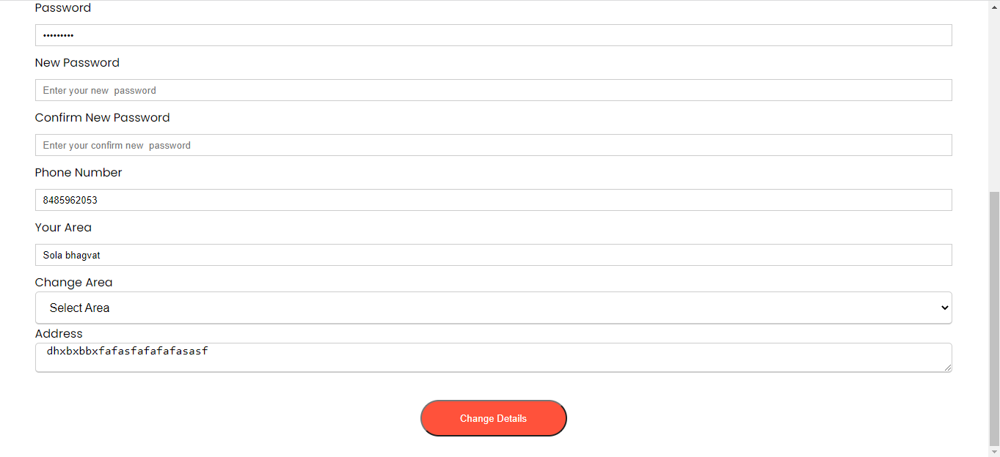 Password
•••••••••
New Password
Enter your new  password
Confirm New Password
Enter your confirm new  password
Phone Number
8485962053
Your Area
Sola bhagvat
Change Area
Select Area
Address
dhxbxbbxfafasfafafafasasf
Change Details